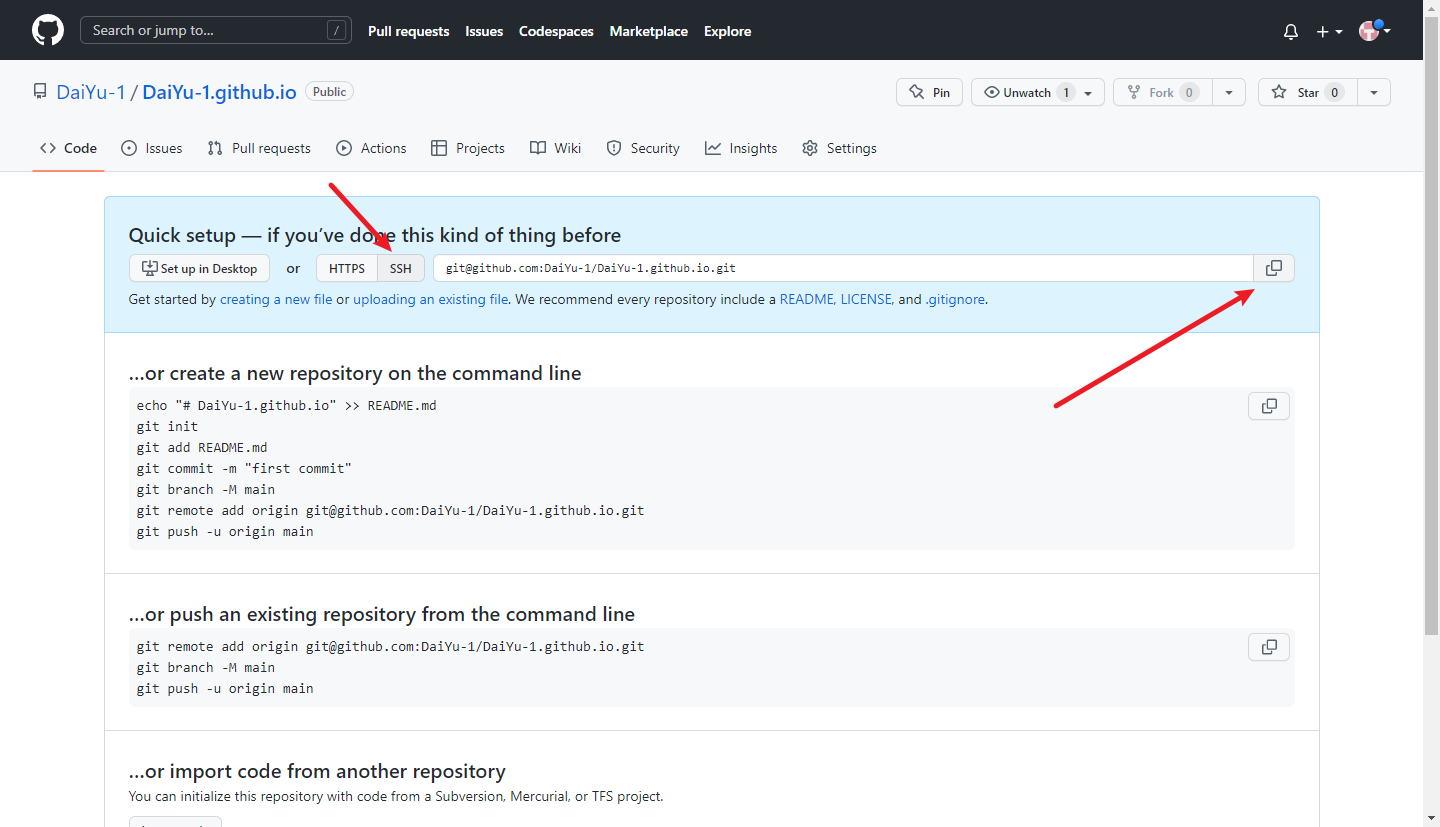 Search or jump to... / Pull requests Issues Codespaces Marketplace Explore
DaiYu-1 / DaiYu-1.github.io Public Pin Unwatch 1 Fork 0 Star 0
Code Issues Pull requests Actions Projects Wiki Security Insights Settings
Quick setup — if you’ve done this kind of thing before
Set up in Desktop or HTTPS SSH git@github.com:DaiYu-1/DaiYu-1.github.io.git
Get started by creating a new file or uploading an existing file. We recommend every repository include a README, LICENSE, and .gitignore.
…or create a new repository on the command line
echo "# DaiYu-1.github.io" >> README.md
git init
git add README.md
git commit -m "first commit"
git branch -M main
git remote add origin git@github.com:DaiYu-1/DaiYu-1.github.io.git
git push -u origin main
…or push an existing repository from the command line
git remote add origin git@github.com:DaiYu-1/DaiYu-1.github.io.git
git branch -M main
git push -u origin main
…or import code from another repository
You can initialize this repository with code from a Subversion, Mercurial, or TFS project.